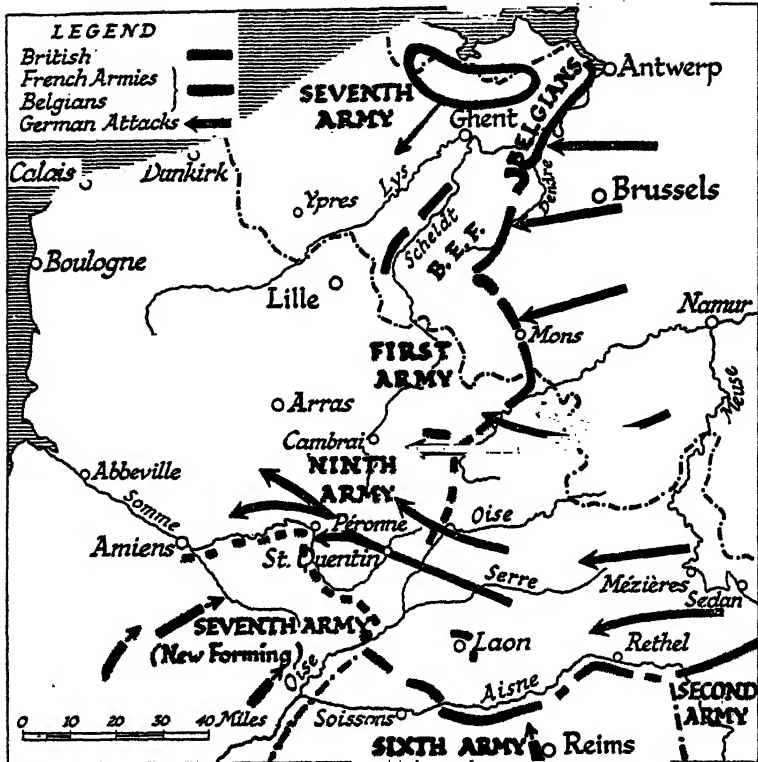 LEGEND
British
French Armies
Belgians
German Attacks
SEVENTH
ARMY
Ghent
BELGIANS
Antwerp
Calais
Dunkirk
Ypres
Lys
Dendre
Brussels
Scheldt
B.E.F.
Boulogne
Lille
Namur
Mons
FIRST
ARMY
Meuse
Arras
Cambrai
NINTH
ARMY
Abbeville
Somme
Péronne
Oise
Amiens
St. Quentin
Serre
Mézières
Sedan
SEVENTH ARMY
(New Forming)
Laon
Rethel
Oise
Aisne
SECOND
ARMY
0 10 20 30 40
Miles
Soissons
SIXTH ARMY
Reims